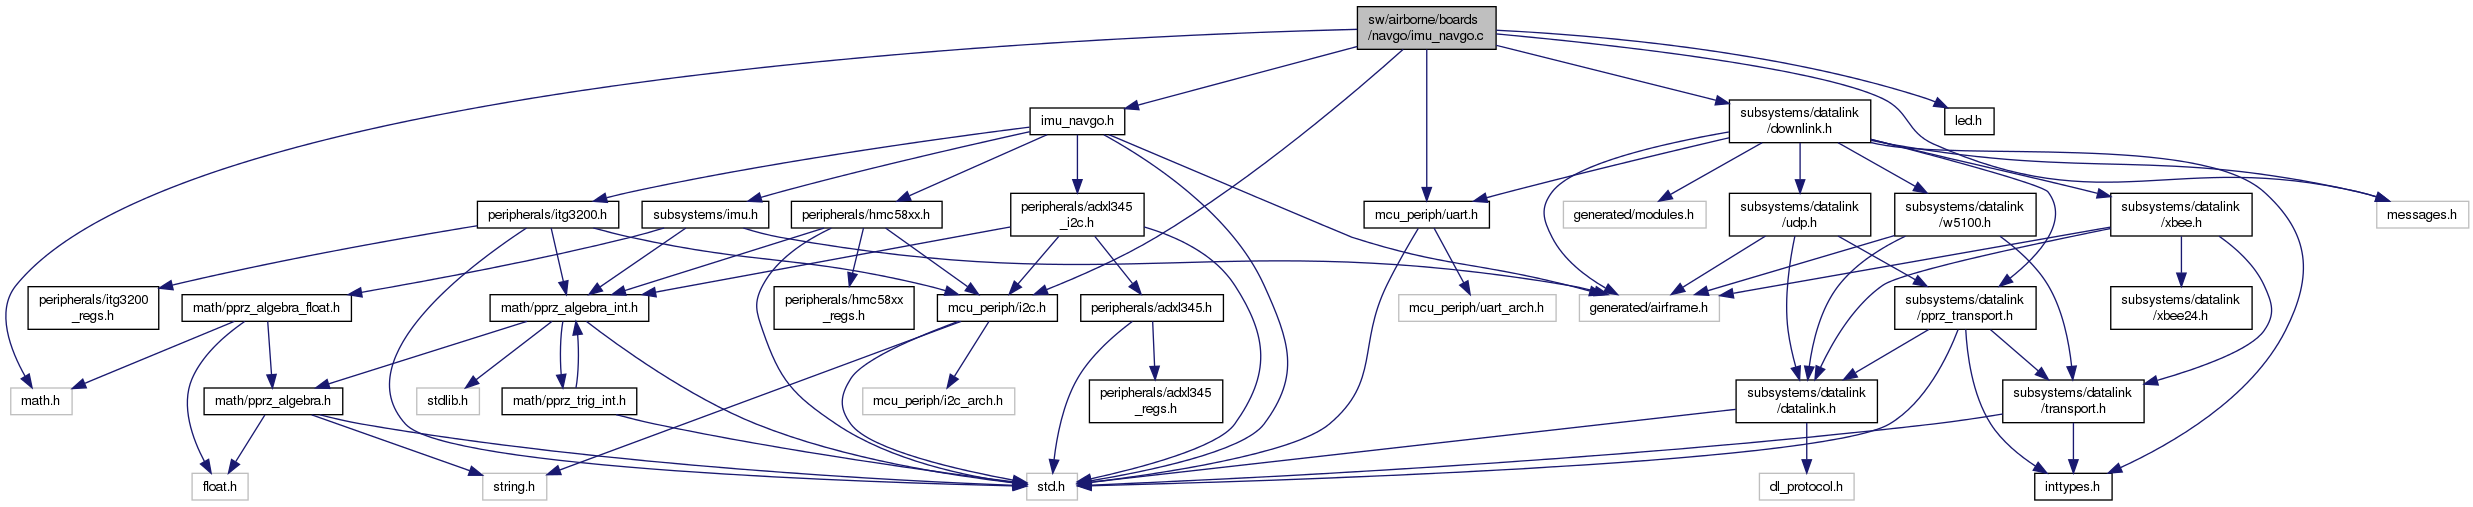 sw/airborne/boards
/navgo/imu_navgo.c
imu_navgo.h
subsystems/datalink
/downlink.h
led.h
peripherals/itg3200.h
subsystems/imu.h
peripherals/hmc58xx.h
peripherals/adxl345
_i2c.h
mcu_periph/uart.h
generated/modules.h
subsystems/datalink
/udp.h
subsystems/datalink
/w5100.h
subsystems/datalink
/xbee.h
messages.h
peripherals/itg3200
_regs.h
math/pprz_algebra_float.h
math/pprz_algebra_int.h
peripherals/hmc58xx
_regs.h
mcu_periph/i2c.h
peripherals/adxl345.h
mcu_periph/uart_arch.h
generated/airframe.h
subsystems/datalink
/pprz_transport.h
subsystems/datalink
/xbee24.h
math.h
math/pprz_algebra.h
stdlib.h
math/pprz_trig_int.h
mcu_periph/i2c_arch.h
peripherals/adxl345
_regs.h
subsystems/datalink
/datalink.h
subsystems/datalink
/transport.h
float.h
string.h
std.h
dl_protocol.h
inttypes.h